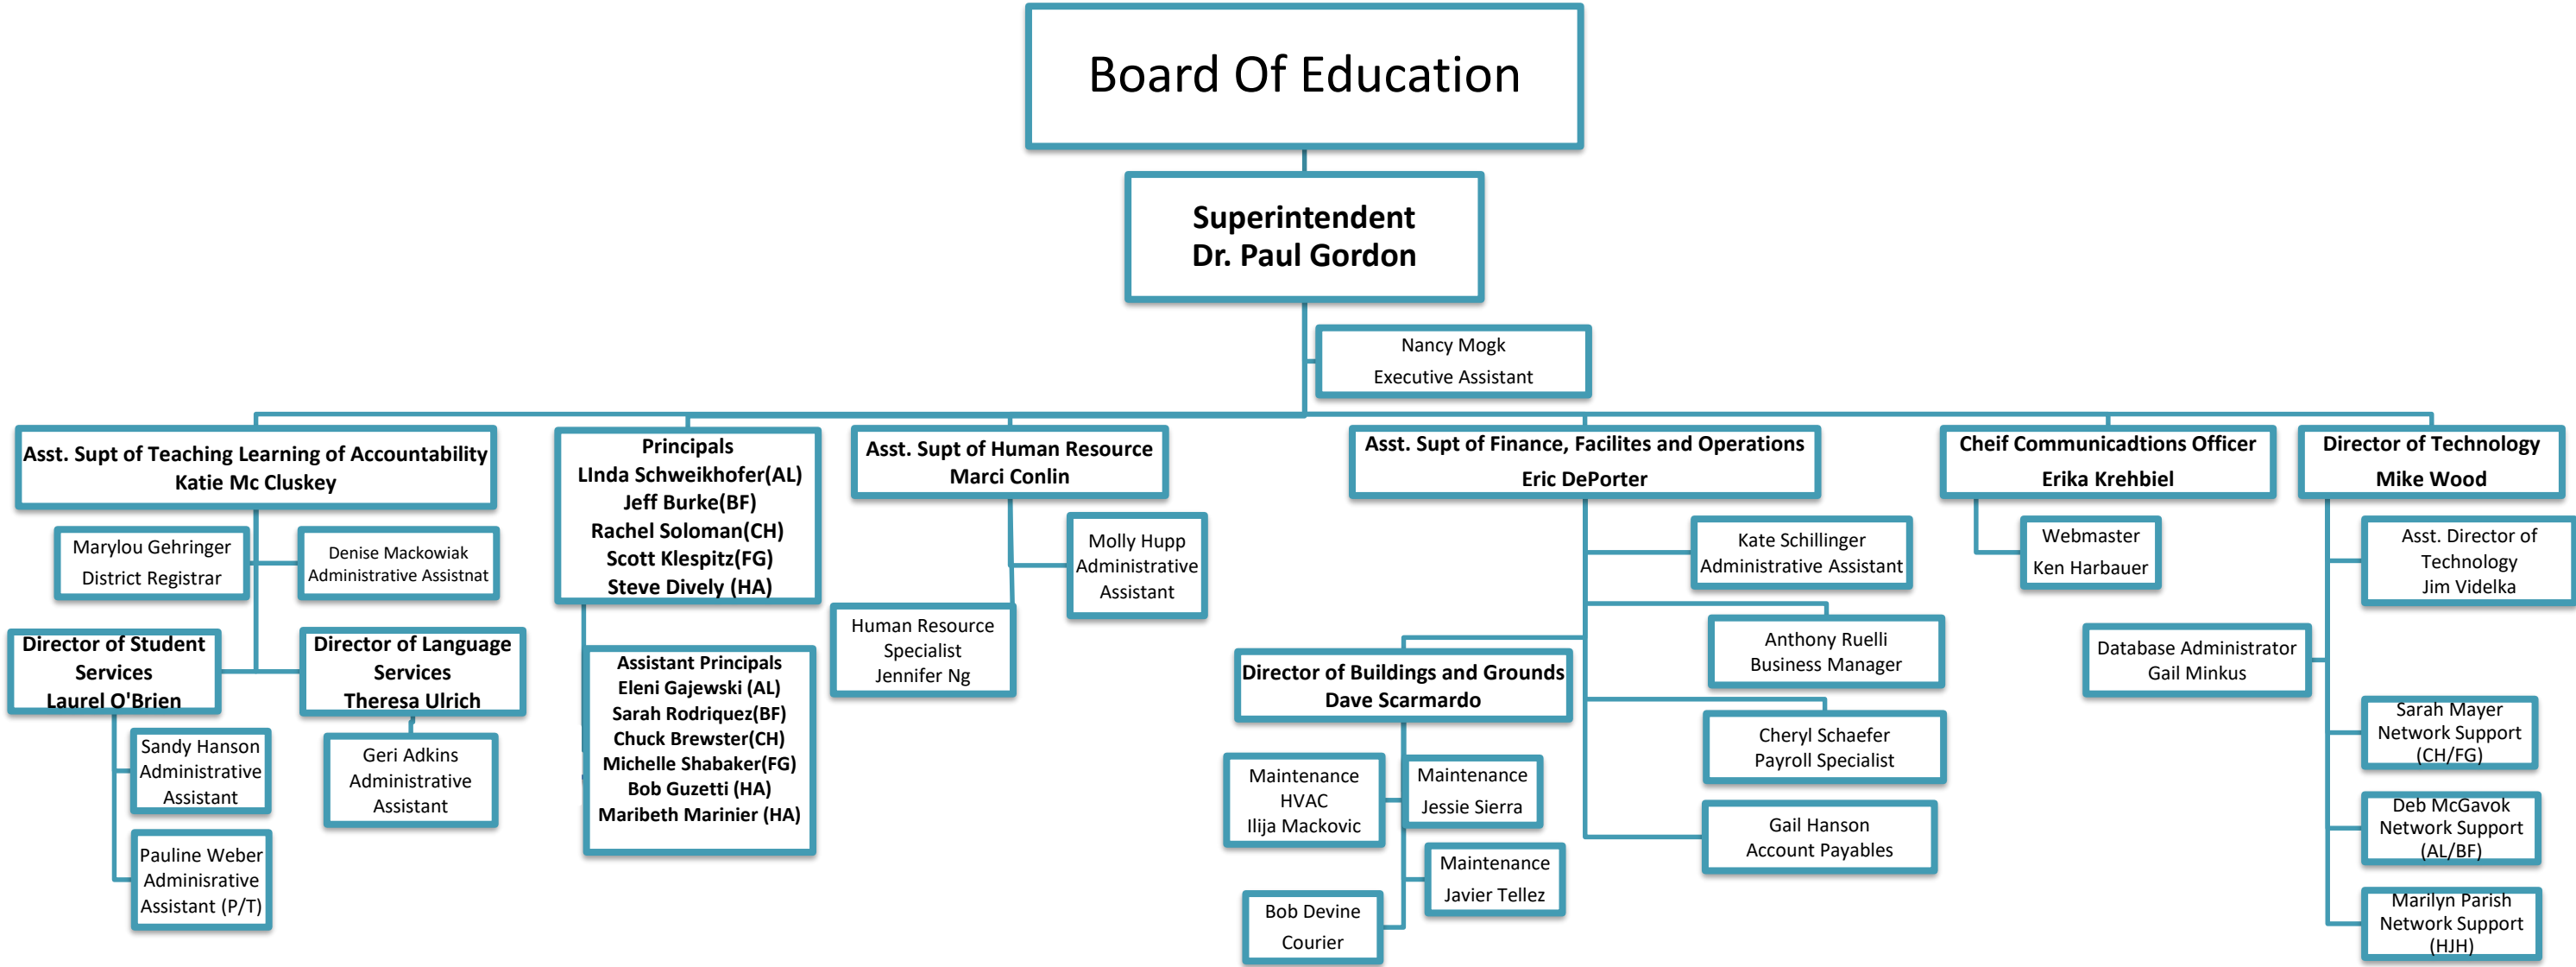 Board Of Education
Superintendent
Dr. Paul Gordon
Nancy Mogk
Executive Assistant
Asst. Supt of Teaching Learning of Accountability
Katie Mc Cluskey
Marylou Gehringer
District Registrar
Denise Mackowiak
Administrative Assistnat
Director of Student
Services
Laurel O'Brien
Director of Language
Services
Theresa Ulrich
Sandy Hanson
Administrative
Assistant
Pauline Weber
Adminisrative
Assistant (P/T)
Geri Adkins
Administrative
Assistant
Principals
LInda Schweikhofer(AL)
Jeff Burke(BF)
Rachel Soloman(CH)
Scott Klespitz(FG)
Steve Dively (HA)
Assistant Principals
Eleni Gajewski (AL)
Sarah Rodriquez(BF)
Chuck Brewster(CH)
Michelle Shabaker(FG)
Bob Guzetti (HA)
Maribeth Marinier (HA)
Asst. Supt of Human Resource
Marci Conlin
Molly Hupp
Administrative
Assistant
Human Resource
Specialist
Jennifer Ng
Asst. Supt of Finance, Facilites and Operations
Eric DePorter
Kate Schillinger
Administrative Assistant
Anthony Ruelli
Business Manager
Director of Buildings and Grounds
Dave Scarmardo
Cheryl Schaefer
Payroll Specialist
Gail Hanson
Account Payables
Maintenance
HVAC
Ilija Mackovic
Maintenance
Jessie Sierra
Maintenance
Javier Tellez
Bob Devine
Courier
Cheif Communicadtions Officer
Erika Krehbiel
Webmaster
Ken Harbauer
Director of Technology
Mike Wood
Asst. Director of
Technology
Jim Videlka
Database Administrator
Gail Minkus
Sarah Mayer
Network Support
(CH/FG)
Deb McGavok
Network Support
(AL/BF)
Marilyn Parish
Network Support
(HJH)